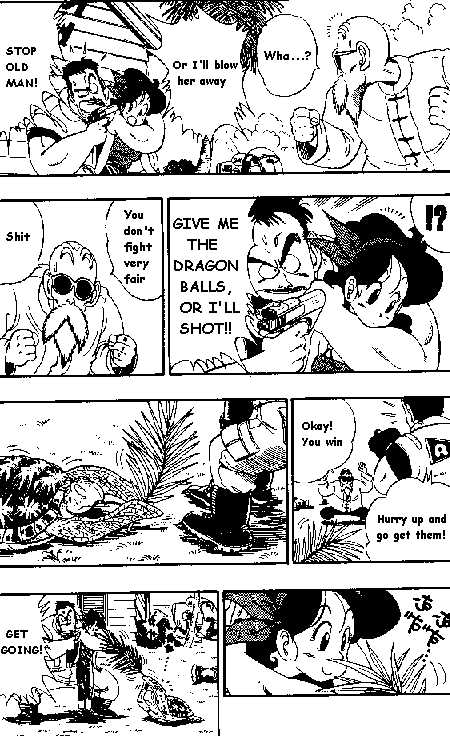 STOP
OLD
MAN!
Or I'll blow
her away
Wha...?
Shit
You
don't
fight
very
fair
GIVE ME
THE
DRAGON
BALLS,
OR I'LL
SHOT!!
!?
Okay!
You win
Hurry up and
go get them!
GET
GOING!